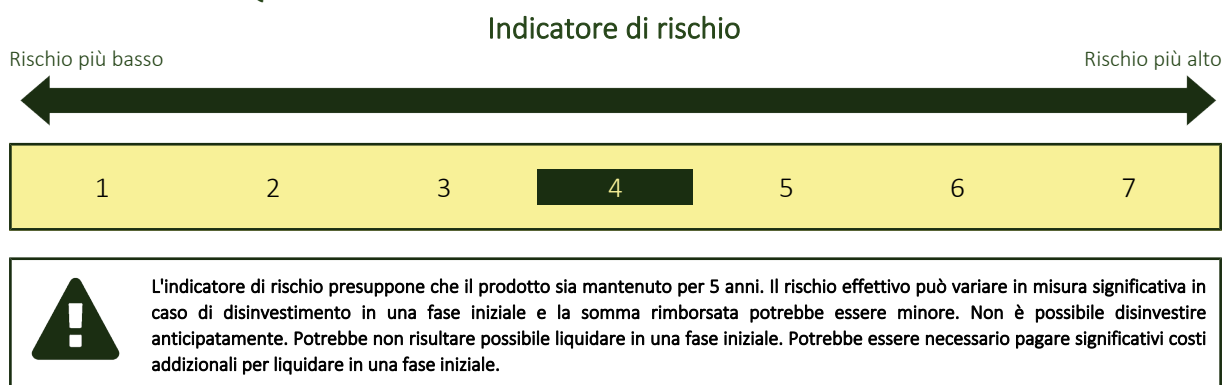 Indicatore di rischio
Rischio più basso
Rischio più alto
1 2 3 4 5 6 7
L'indicatore di rischio presuppone che il prodotto sia mantenuto per 5 anni. Il rischio effettivo può variare in misura significativa in
caso di disinvestimento in una fase iniziale e la somma rimborsata potrebbe essere minore. Non è possibile disinvestire
anticipatamente. Potrebbe non risultare possibile liquidare in una fase iniziale. Potrebbe essere necessario pagare significativi costi
addizionali per liquidare in una fase iniziale.